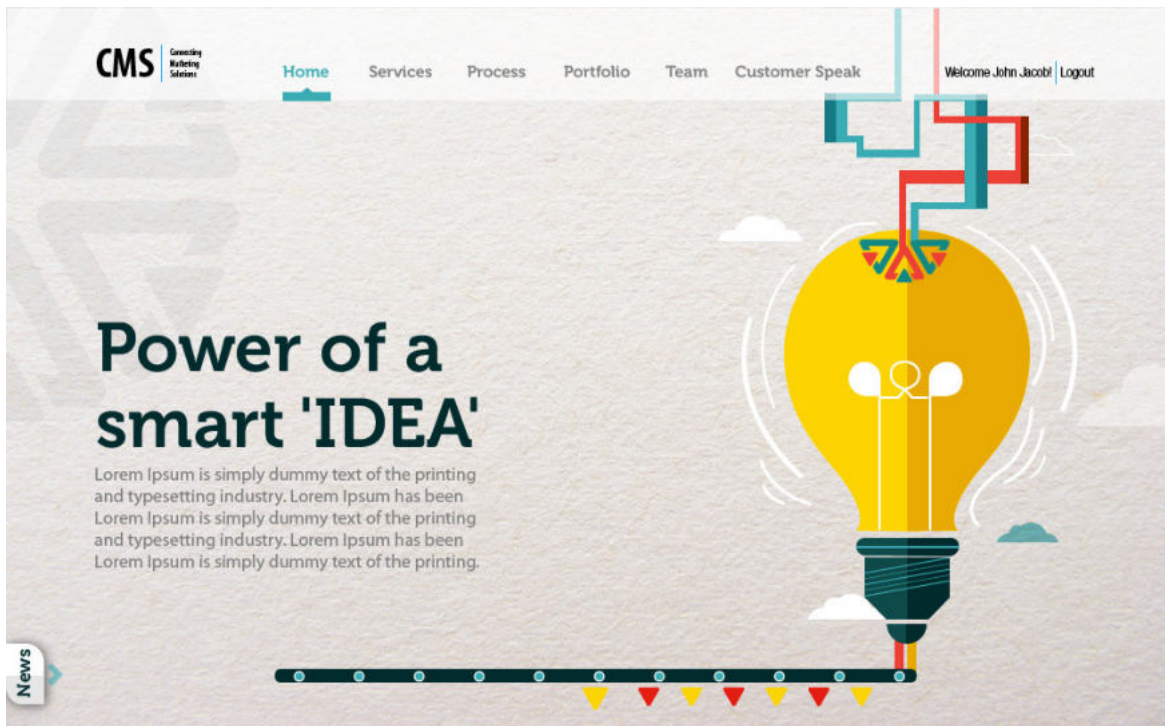 CMS
Connecting
Marketing
Solutions
Home Services Process Portfolio Team Customer Speak
Welcome John Jacob! Logout
Power of a
smart 'IDEA'
Lorem Ipsum is simply dummy text of the printing
and typesetting industry. Lorem Ipsum has been
Lorem Ipsum is simply dummy text of the printing
and typesetting industry. Lorem Ipsum has been
Lorem Ipsum is simply dummy text of the printing.
News